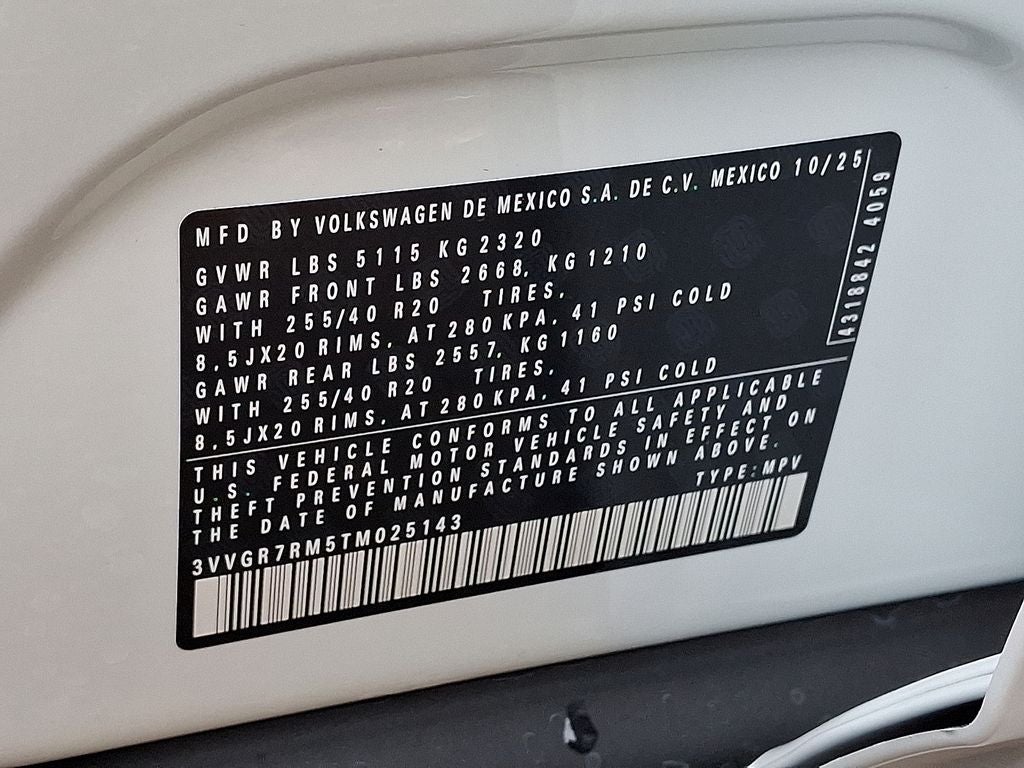 MFD BY VOLKSWAGEN DE MEXICO S.A. DE C.V. MEXICO 10/25
GVWR LBS 5115 KG 2320
GAWR FRONT LBS 2668, KG 1210
WITH 255/40 R20 TIRES,
8,5JX20 RIMS, AT 280 KPA, 41 PSI COLD
GAWR REAR LBS 2557, KG 1160
WITH 255/40 R20 TIRES,
8,5JX20 RIMS, AT 280 KPA, 41 PSI COLD
THIS VEHICLE CONFORMS TO ALL APPLICABLE
U.S. FEDERAL MOTOR VEHICLE SAFETY AND
THEFT PREVENTION STANDARDS IN EFFECT ON
THE DATE OF MANUFACTURE SHOWN ABOVE.
TYPE: MPV
3VVGR7RM5TM025143
4318842 4059